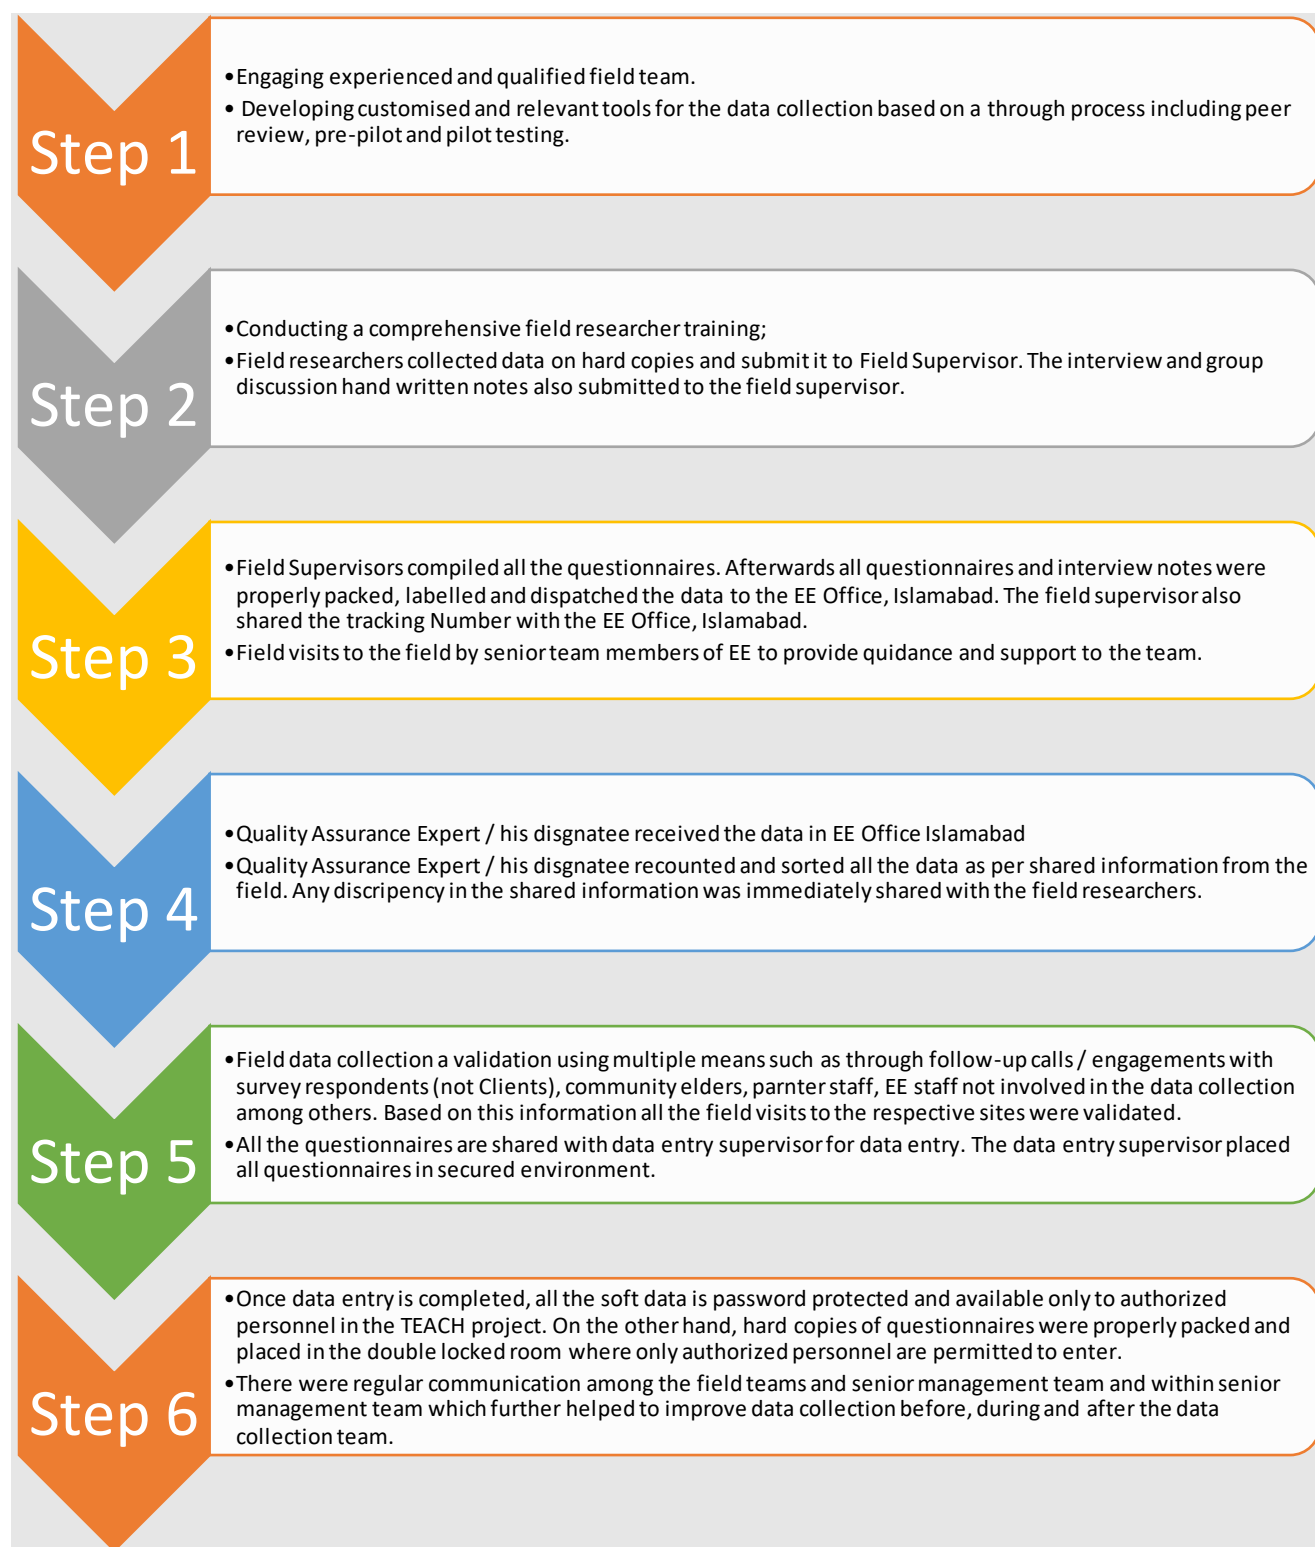 Step 1
•Engaging experienced and qualified field team.
• Developing customised and relevant tools for the data collection based on a through process including peer
review, pre-pilot and pilot testing.
Step 2
•Conducting a comprehensive field researcher training;
•Field researchers collected data on hard copies and submit it to Field Supervisor. The interview and group
discussion hand written notes also submitted to the field supervisor.
Step 3
•Field Supervisors compiled all the questionnaires. Afterwards all questionnaires and interview notes were
properly packed, labelled and dispatched the data to the EE Office, Islamabad. The field supervisor also
shared the tracking Number with the EE Office, Islamabad.
•Field visits to the field by senior team members of EE to provide quidance and support to the team.
Step 4
•Quality Assurance Expert / his disgnatee received the data in EE Office Islamabad
•Quality Assurance Expert / his disgnatee recounted and sorted all the data as per shared information from the
field. Any discripency in the shared information was immediately shared with the field researchers.
Step 5
•Field data collection a validation using multiple means such as through follow-up calls / engagements with
survey respondents (not Clients), community elders, parnter staff, EE staff not involved in the data collection
among others. Based on this information all the field visits to the respective sites were validated.
•All the questionnaires are shared with data entry supervisor for data entry. The data entry supervisor placed
all questionnaires in secured environment.
Step 6
•Once data entry is completed, all the soft data is password protected and available only to authorized
personnel in the TEACH project. On the other hand, hard copies of questionnaires were properly packed and
placed in the double locked room where only authorized personnel are permitted to enter.
•There were regular communication among the field teams and senior management team and within senior
management team which further helped to improve data collection before, during and after the data
collection team.